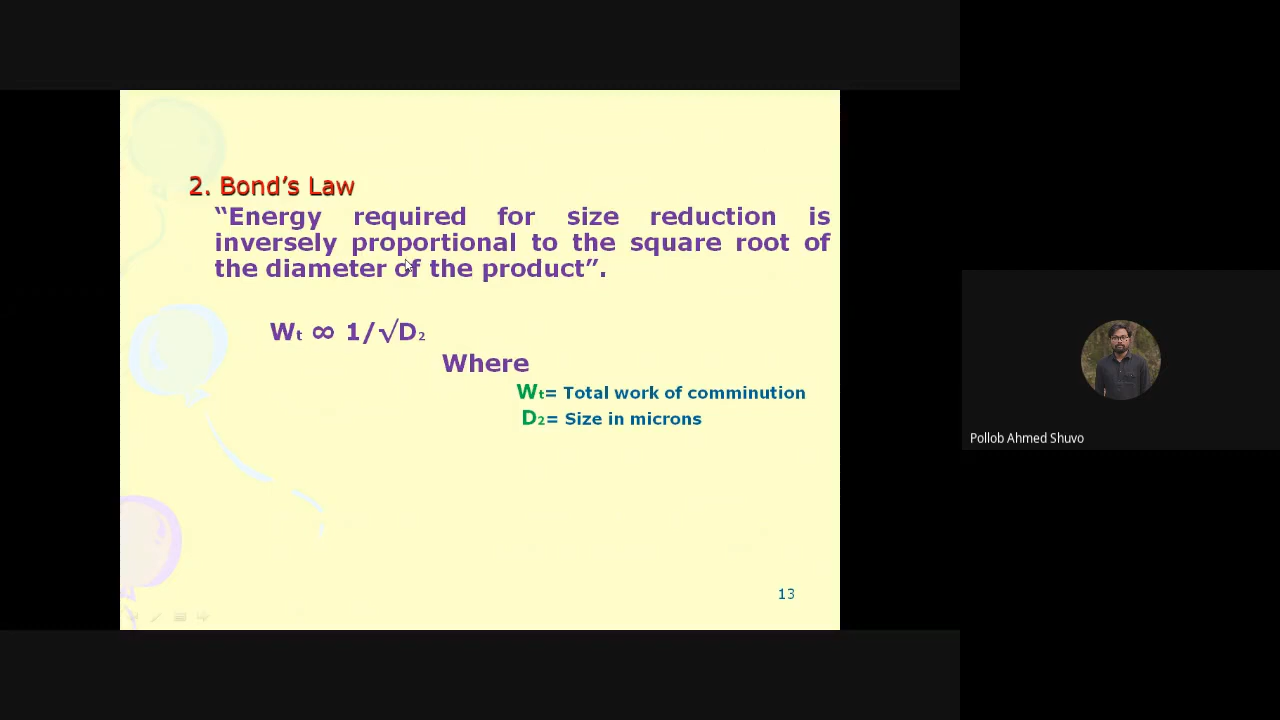 2. Bond’s Law
“Energy required for size reduction is
inversely proportional to the square root of
the diameter of the product”.
Wt ∞ 1/√D2
Where
Wt= Total work of comminution
D2= Size in microns
13
Pollob Ahmed Shuvo